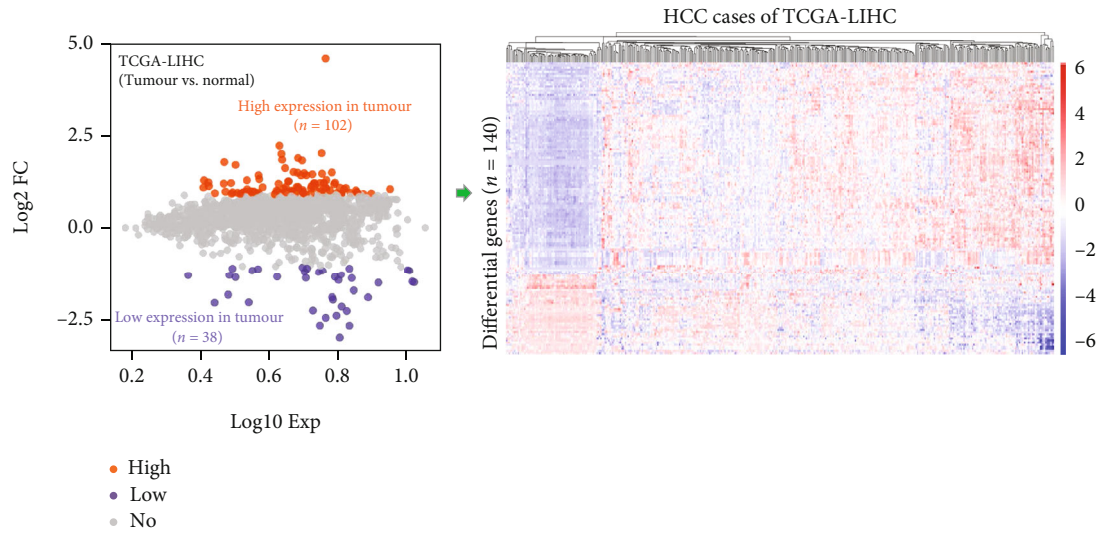 HCC cases of TCGA-LIHC
TCGA-LIHC
(Tumour vs. normal)
High expression in tumour
(n = 102)
Low expression in tumour
(n = 38)
Log2 FC
5.0
2.5
0.0
−2.5
0.2 0.4 0.6 0.8 1.0
Log10 Exp
High
Low
No
Differential genes (n = 140)
6
4
2
0
−2
−4
−6